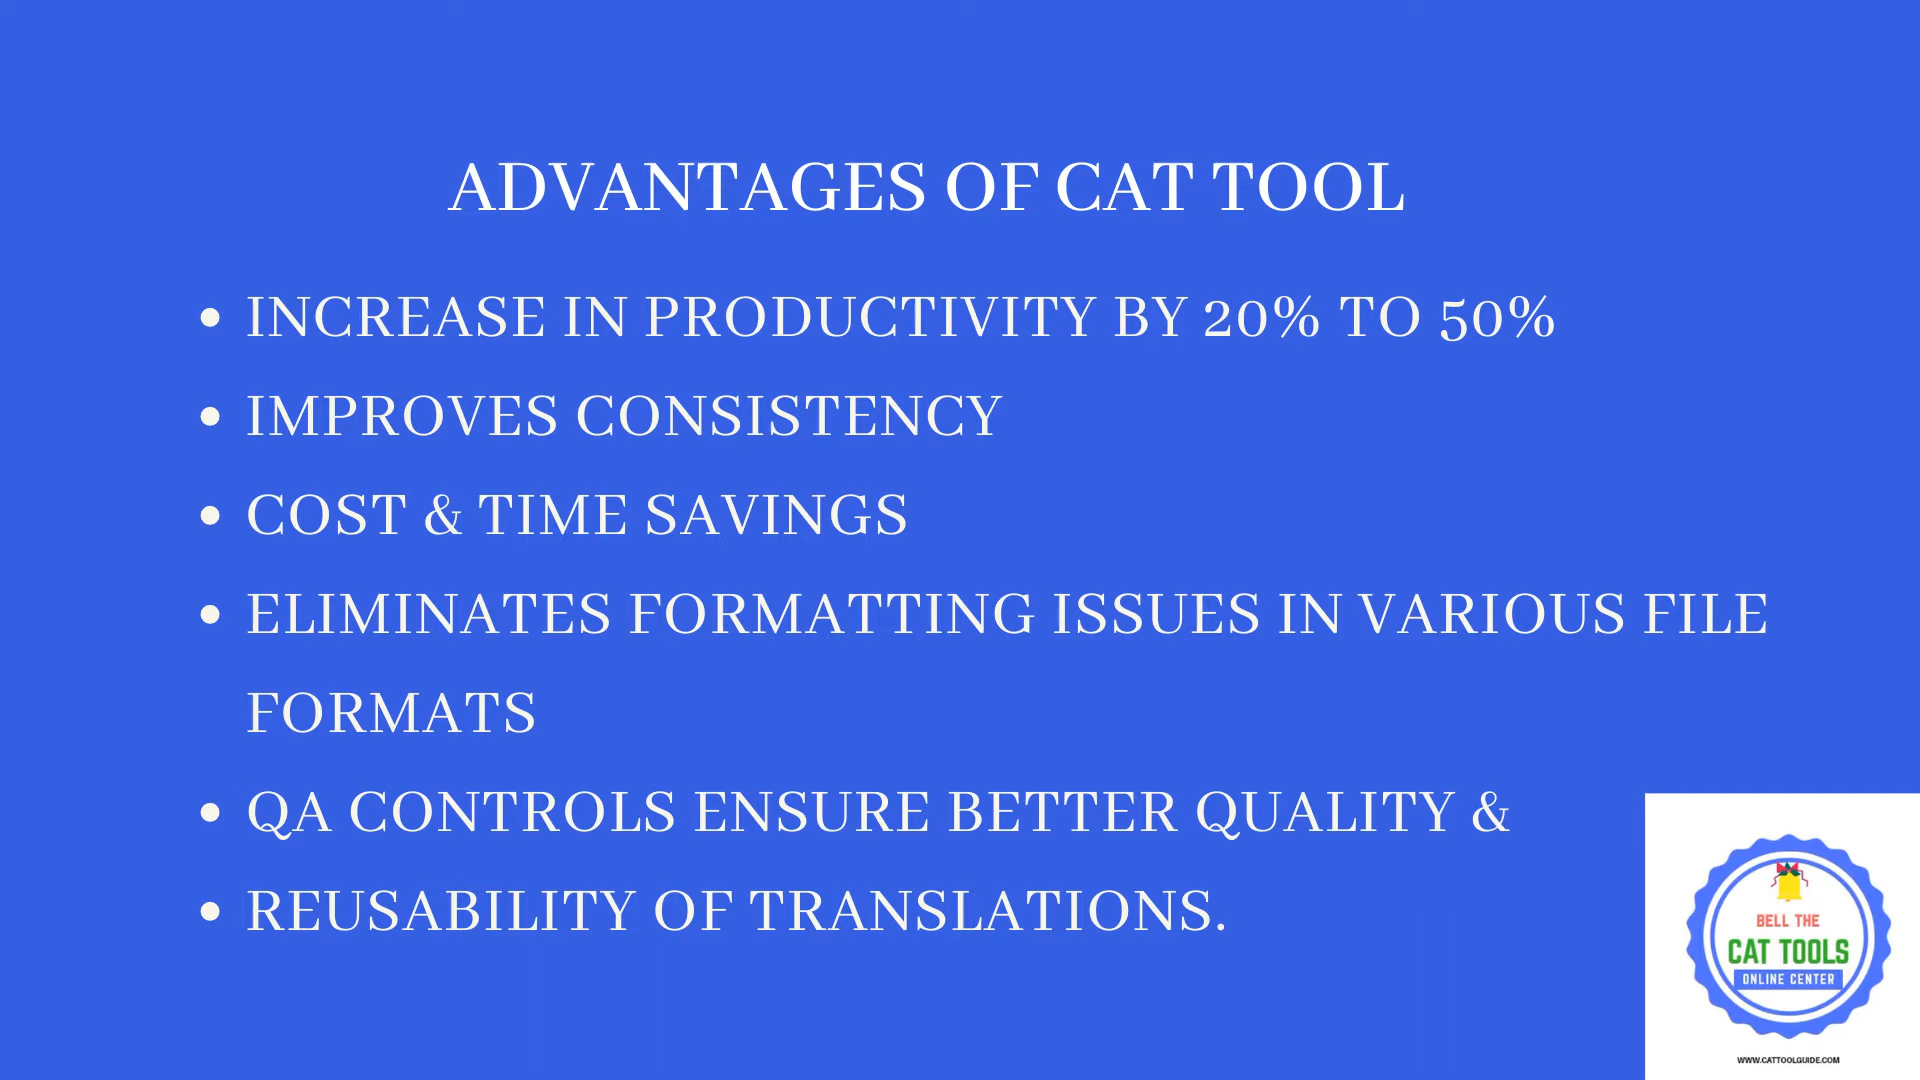 ADVANTAGES OF CAT TOOL
• INCREASE IN PRODUCTIVITY BY 20% TO 50%
• IMPROVES CONSISTENCY
• COST & TIME SAVINGS
• ELIMINATES FORMATTING ISSUES IN VARIOUS FILE
FORMATS
• QA CONTROLS ENSURE BETTER QUALITY &
• REUSABILITY OF TRANSLATIONS.
BELL THE
CAT TOOLS
ONLINE CENTER
WWW.CATTOOLGUIDE.COM